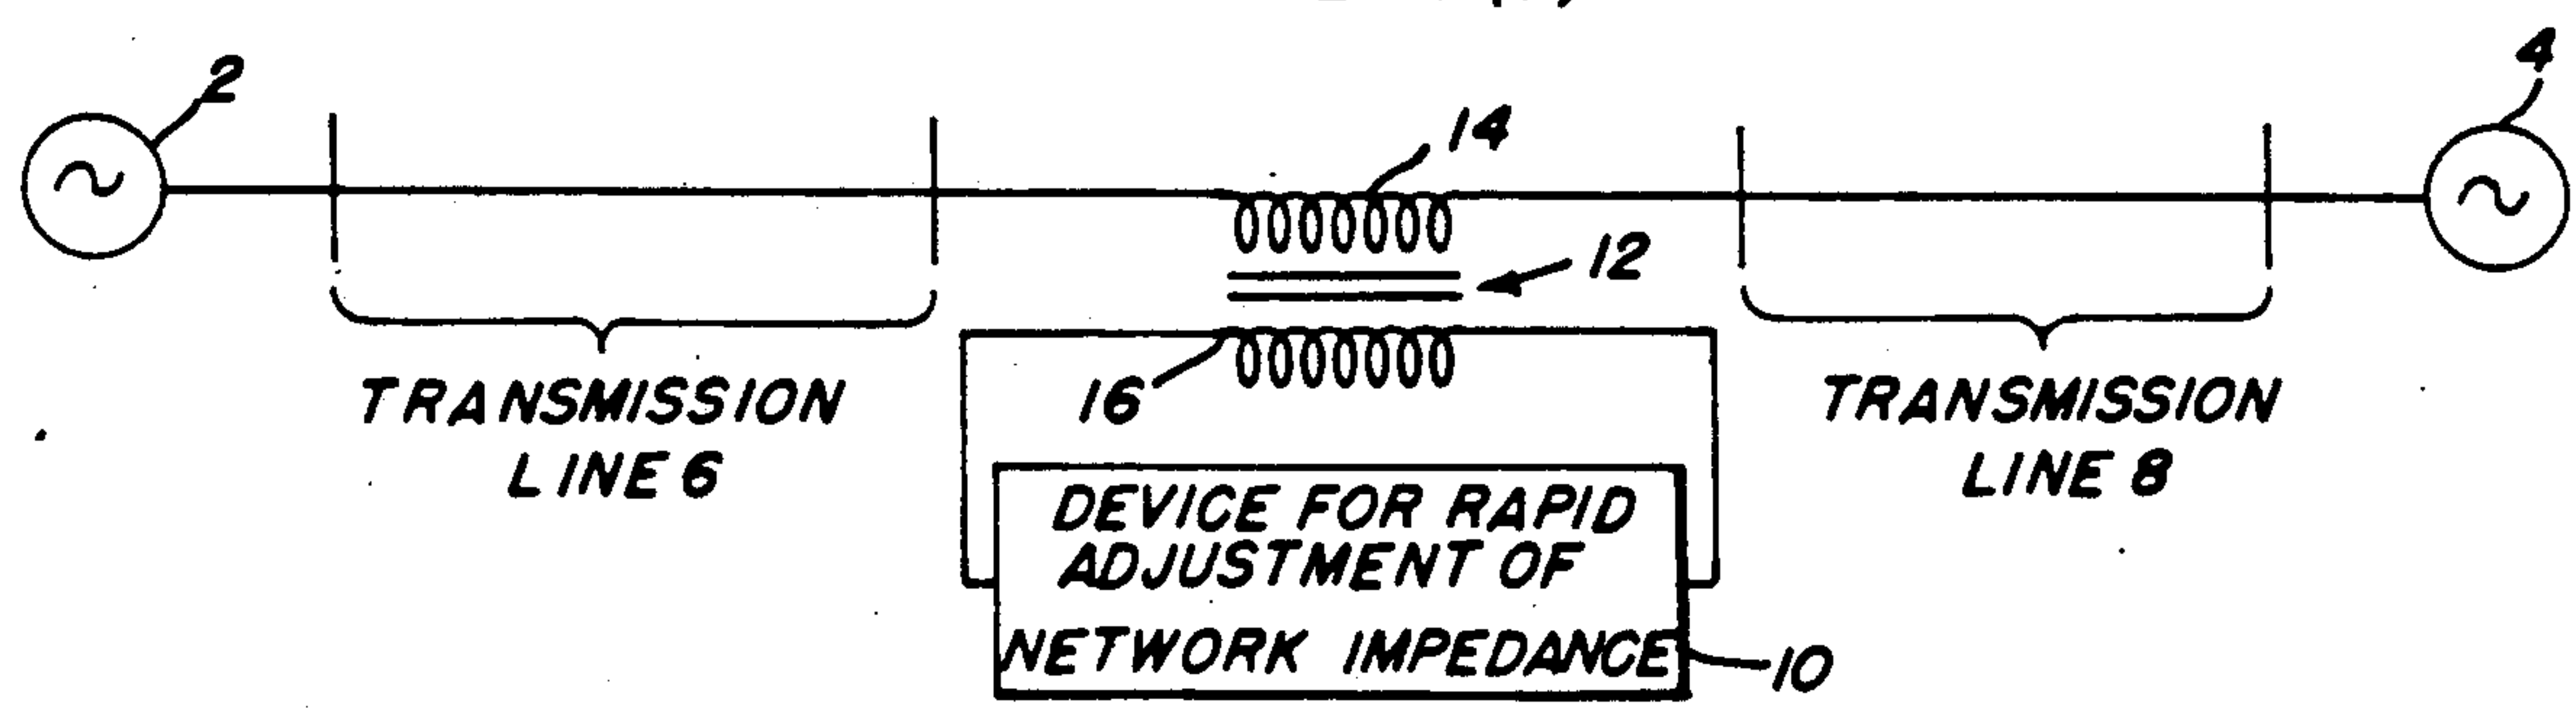 2
4
14
12
16
TRANSMISSION
LINE 6
TRANSMISSION
LINE 8
DEVICE FOR RAPID
ADJUSTMENT OF
NETWORK IMPEDANCE
10